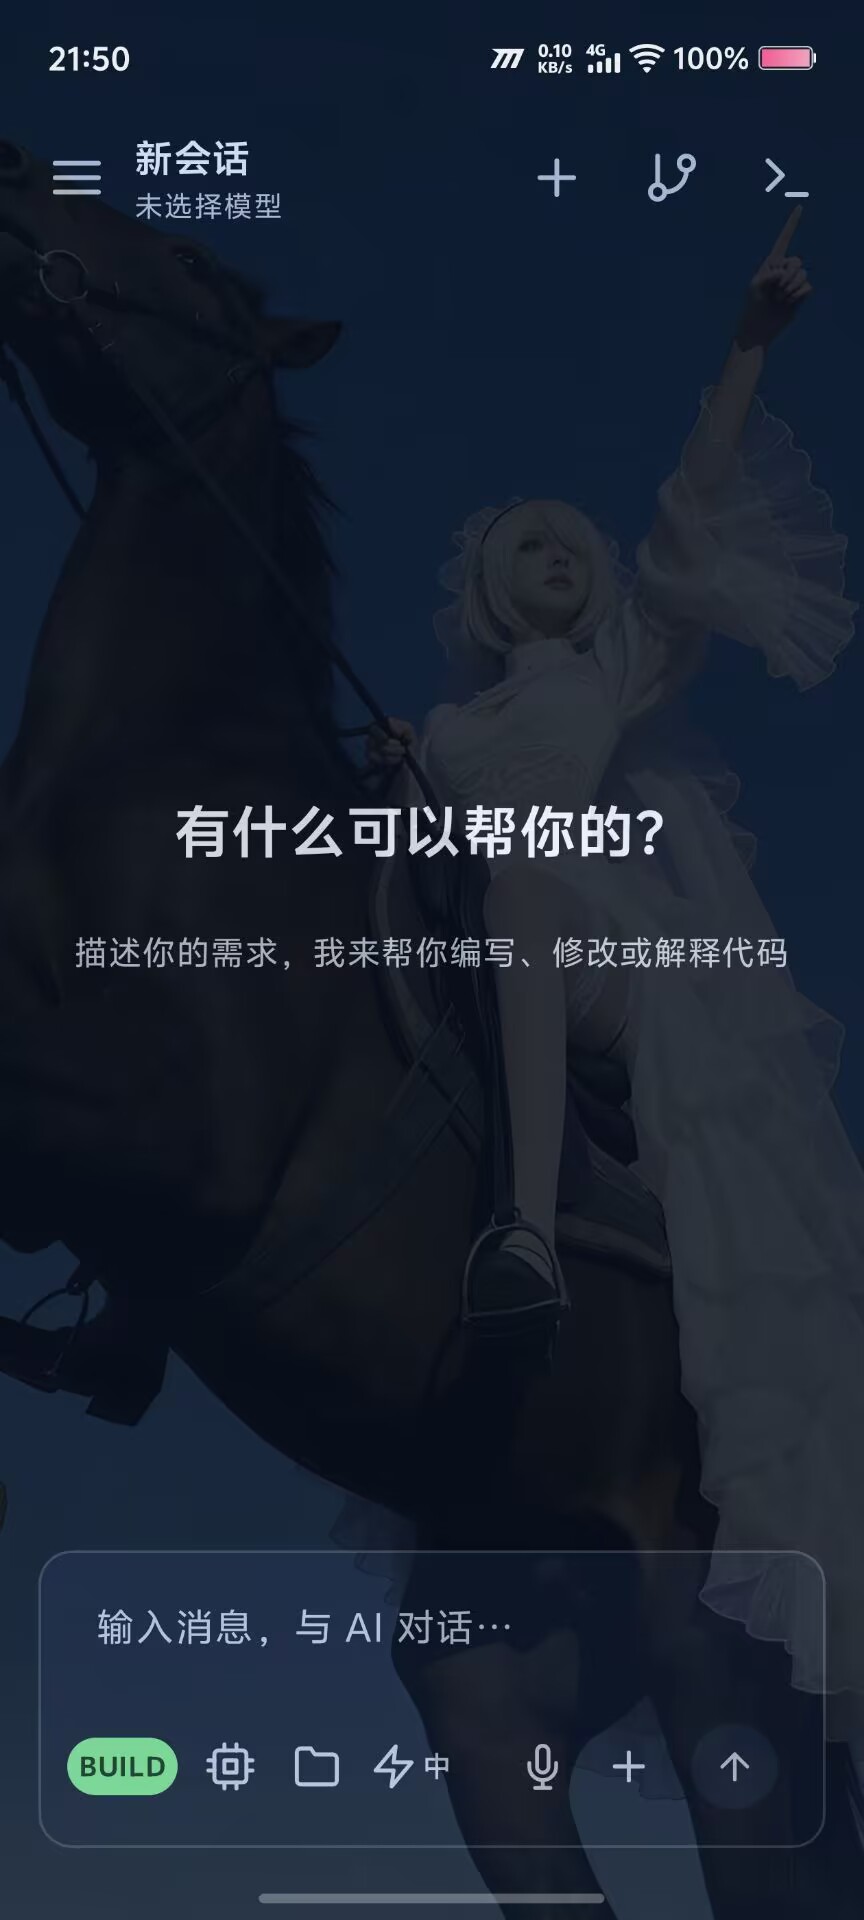 21:50
0.10
KB/s
4G
100%
新会话
未选择模型
有什么可以帮你的?
描述你的需求，我来帮你编写、修改或解释代码
输入消息，与 AI 对话…
BUILD
中